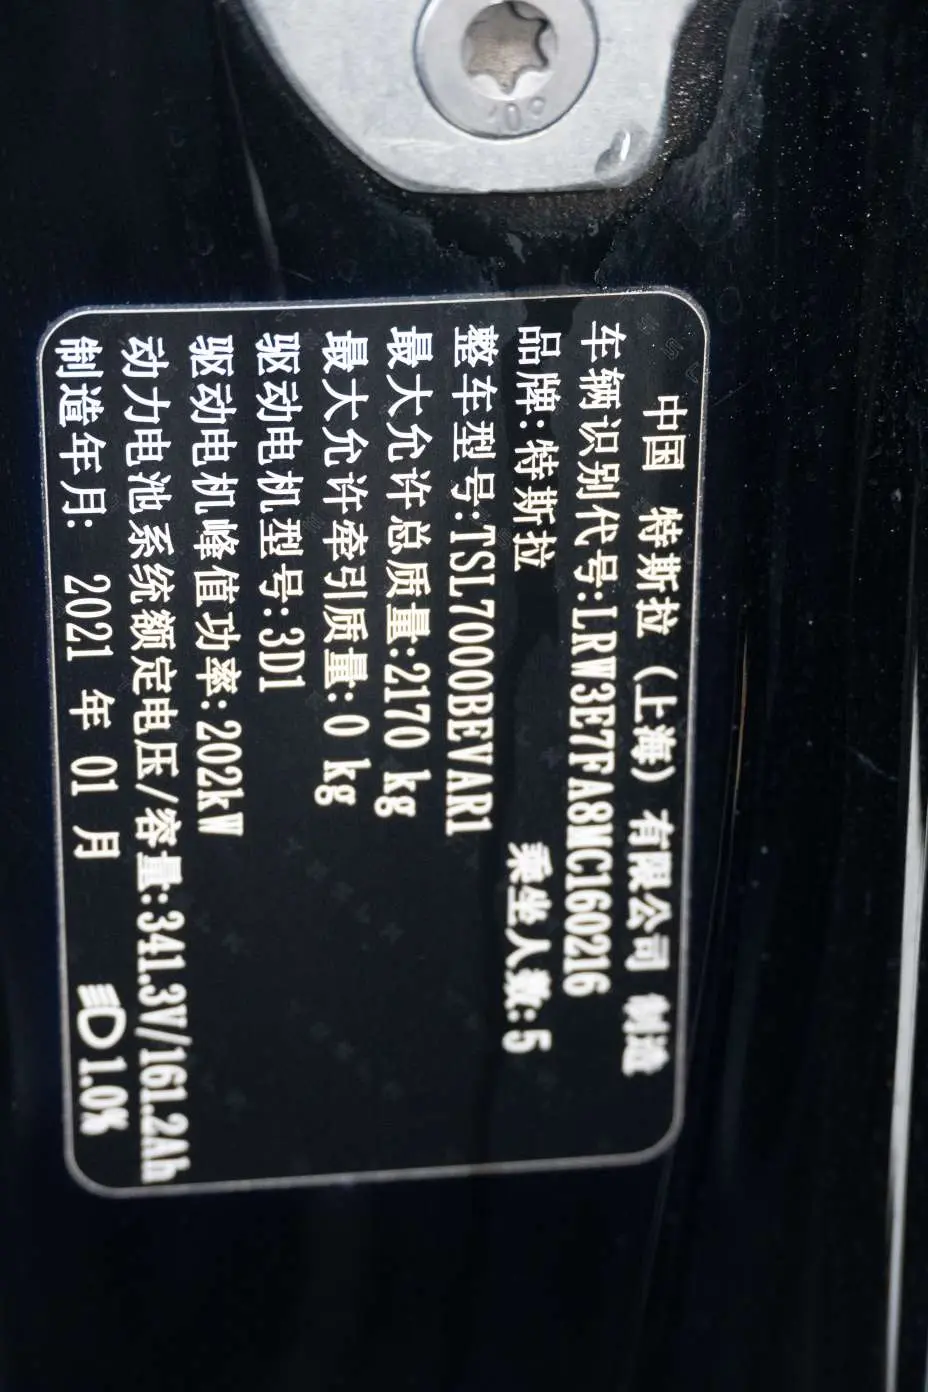 中国 特斯拉（上海）有限公司 制造
车辆识别代号:LRW3E7FA8MC160216
品牌:特斯拉 乘坐人数:5
整车型号:TSL7000BEVAR1
最大允许总质量:2170 kg
最大允许牵引质量:0 kg
驱动电机型号:3D1
驱动电机峰值功率:202kW
动力电池系统额定电压/容量:341.3V/161.2Ah
制造年月: 2021 年 01 月 1.0%